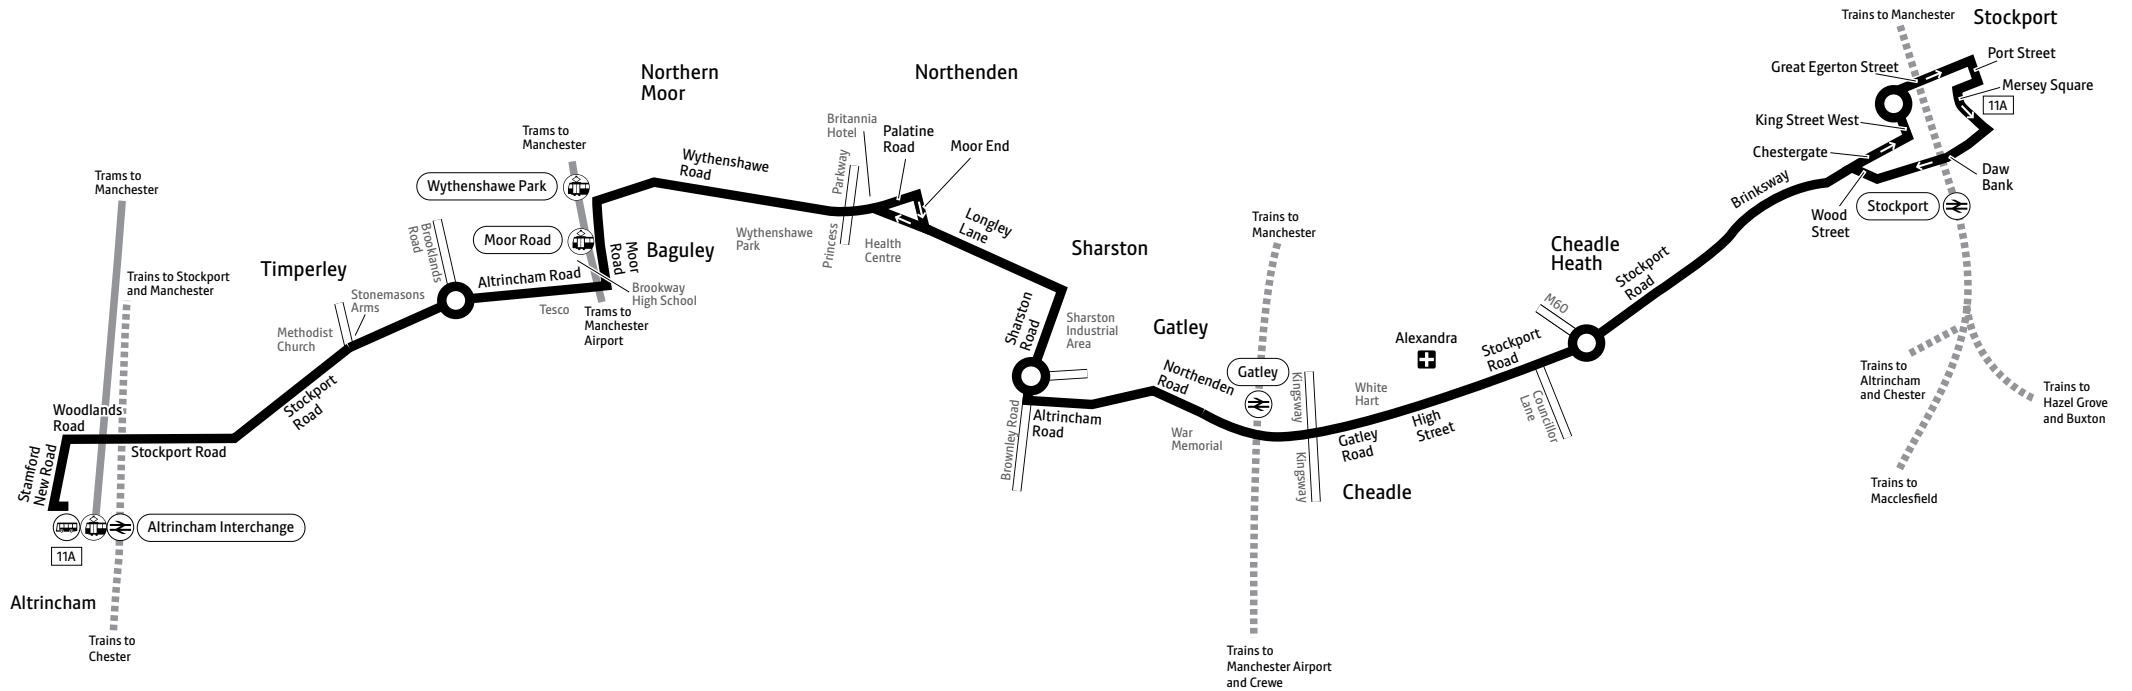 Trains to Manchester
Stockport
Great Egerton Street
Port Street
Mersey Square
11A
King Street West
Chestergate
Daw
Bank
Brinksway
Wood
Street
Stockport
Northern
Moor
Northenden
Britannia
Hotel
Palatine
Road
Moor End
Trams to
Manchester
Wythenshawe
Road
Parkway
Princess
Wythenshawe Park
Trams to
Manchester
Moor Road
Moor
Road
Baguley
Wythenshawe
Park
Health
Centre
Longley
Lane
Sharston
Trains to
Manchester
Cheadle
Heath
Stockport
Road
Brooklands
Road
Timperley
Altrincham Road
Trains to Stockport
and Manchester
Stonemasons
Arms
Methodist
Church
Tesco
Brookway
High School
Trams to
Manchester
Airport
Sharston
Road
Sharston
Industrial
Area
Gatley
M60
Alexandra
Stockport
Road
Northenden
Road
Gatley
Kingsway
White
Hart
Trains to
Altrincham
and Chester
Trains to
Hazel Grove
and Buxton
Councillor
Lane
Woodlands
Road
Stockport
Road
Stockport Road
Stamford
New Road
Brownley Road
Altrincham
Road
War
Memorial
Gatley
Road
High
Street
Kingsway
Cheadle
Trains to
Macclesfield
Altrincham Interchange
11A
Altrincham
Trains to
Chester
Trains to
Manchester Airport
and Crewe